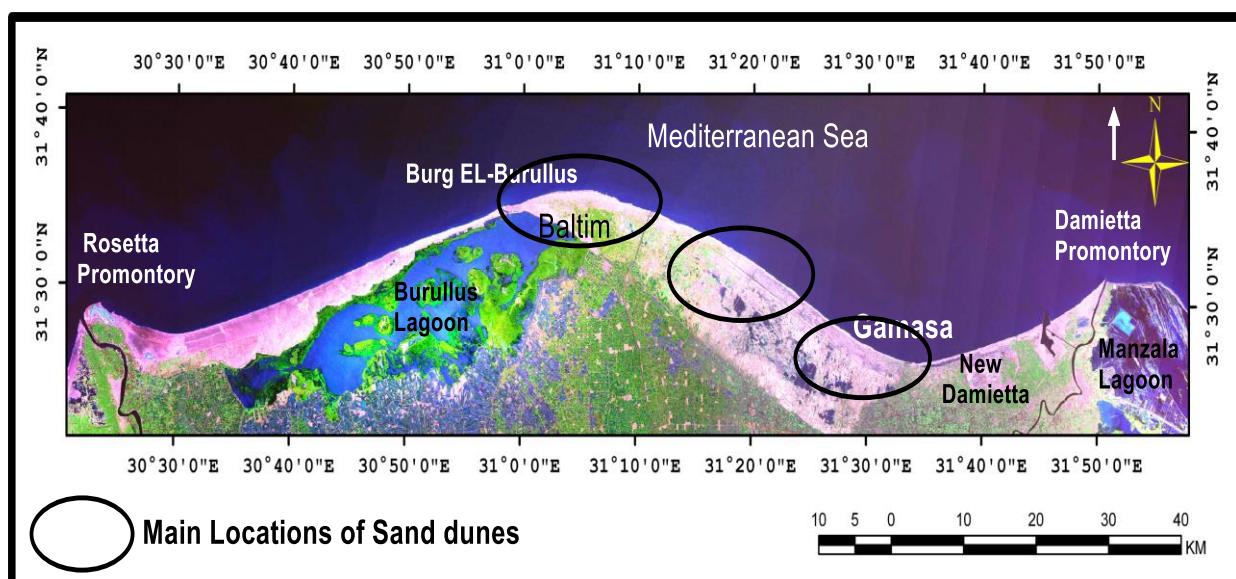 30°30'0"E 30°40'0"E 30°50'0"E 31°0'0"E 31°10'0"E 31°20'0"E 31°30'0"E 31°40'0"E 31°50'0"E
31°40'0"N
31°40'0"N
N
Mediterranean Sea
Burg EL-Burullus
Baltim
Rosetta
Promontory
Damietta
Promontory
31°30'0"N
31°30'0"N
Burullus
Lagoon
Gamasa
New
Damietta
Manzala
Lagoon
30°30'0"E 30°40'0"E 30°50'0"E 31°0'0"E 31°10'0"E 31°20'0"E 31°30'0"E 31°40'0"E 31°50'0"E
Main Locations of Sand dunes
10 5 0 10 20 30 40
KM